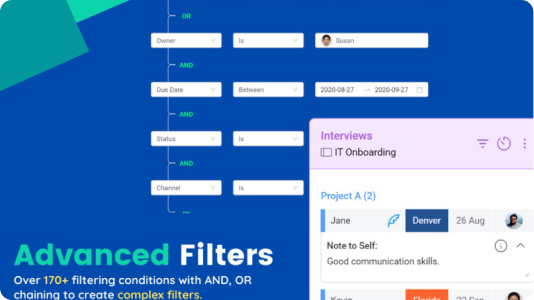 OR
Owner Is Susan
AND
Due Date Between 2020-08-27 → 2020-09-27
AND
Status Is
AND
Channel Is
...
Interviews
IT Onboarding
Project A (2)
Jane Denver 26 Aug
Note to Self:
Good communication skills.
Kevin Florida
Advanced Filters
Over 170+ filtering conditions with AND, OR
chaining to create complex filters.